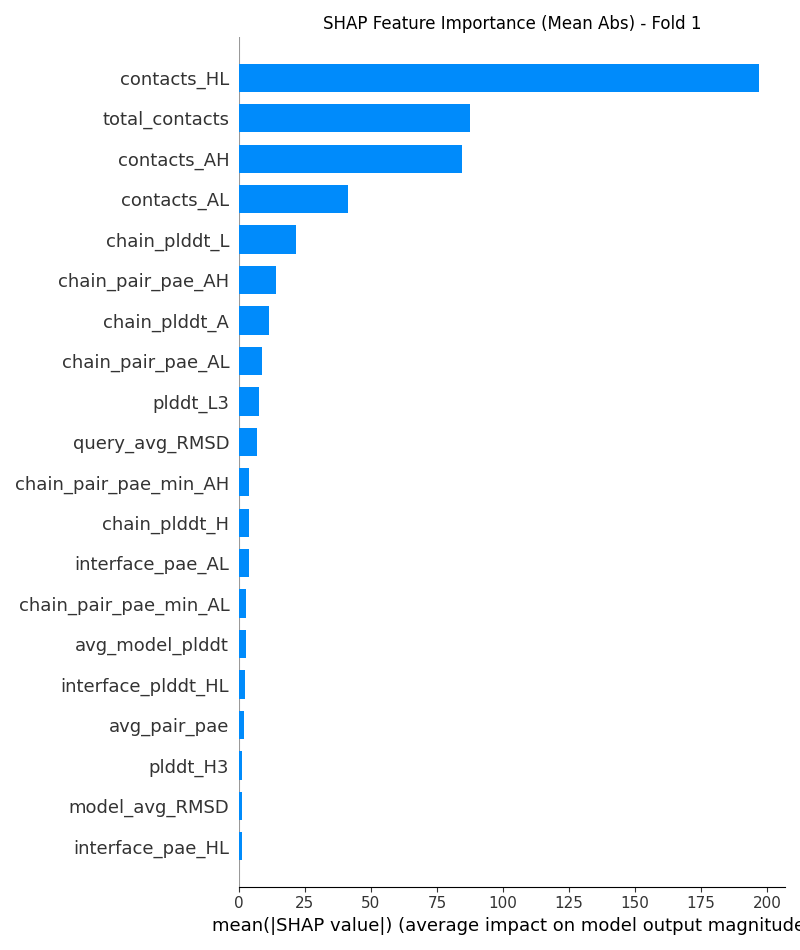 SHAP Feature Importance (Mean Abs) - Fold 1
contacts_HL
total_contacts
contacts_AH
contacts_AL
chain_plddt_L
chain_pair_pae_AH
chain_plddt_A
chain_pair_pae_AL
plddt_L3
query_avg_RMSD
chain_pair_pae_min_AH
chain_plddt_H
interface_pae_AL
chain_pair_pae_min_AL
avg_model_plddt
interface_plddt_HL
avg_pair_pae
plddt_H3
model_avg_RMSD
interface_pae_HL
0 25 50 75 100 125 150 175 200
mean(|SHAP value|) (average impact on model output magnitude